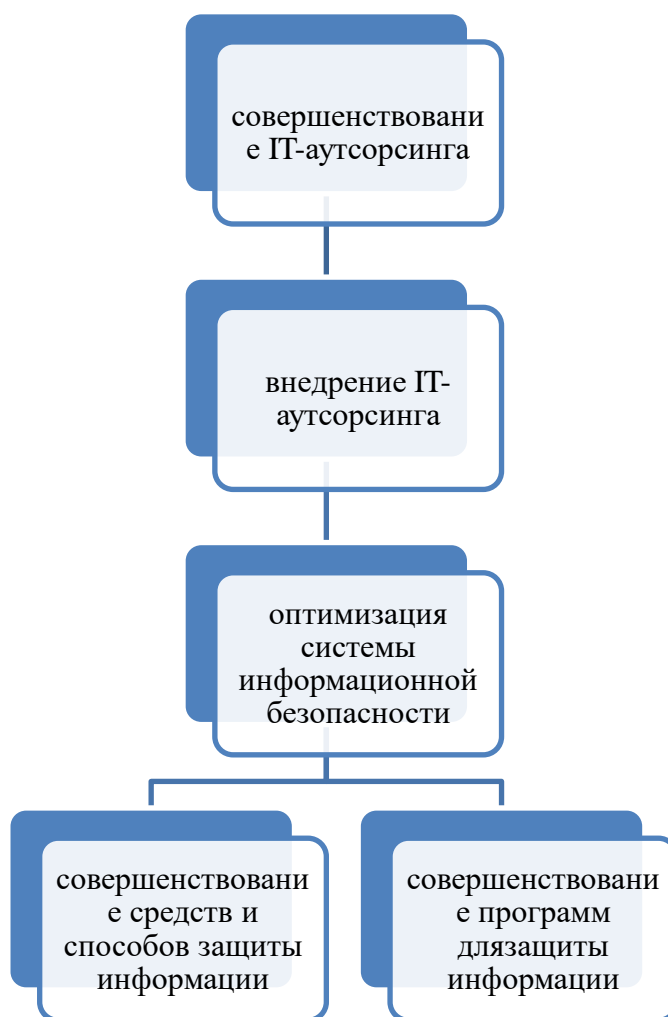 совершенствовани
е IT-аутсорсинга
внедрение IT-
аутсорсинга
оптимизация
системы
информационной
безопасности
совершенствовани
е средств и
способов защиты
информации
совершенствовани
е программ
длязащиты
информации